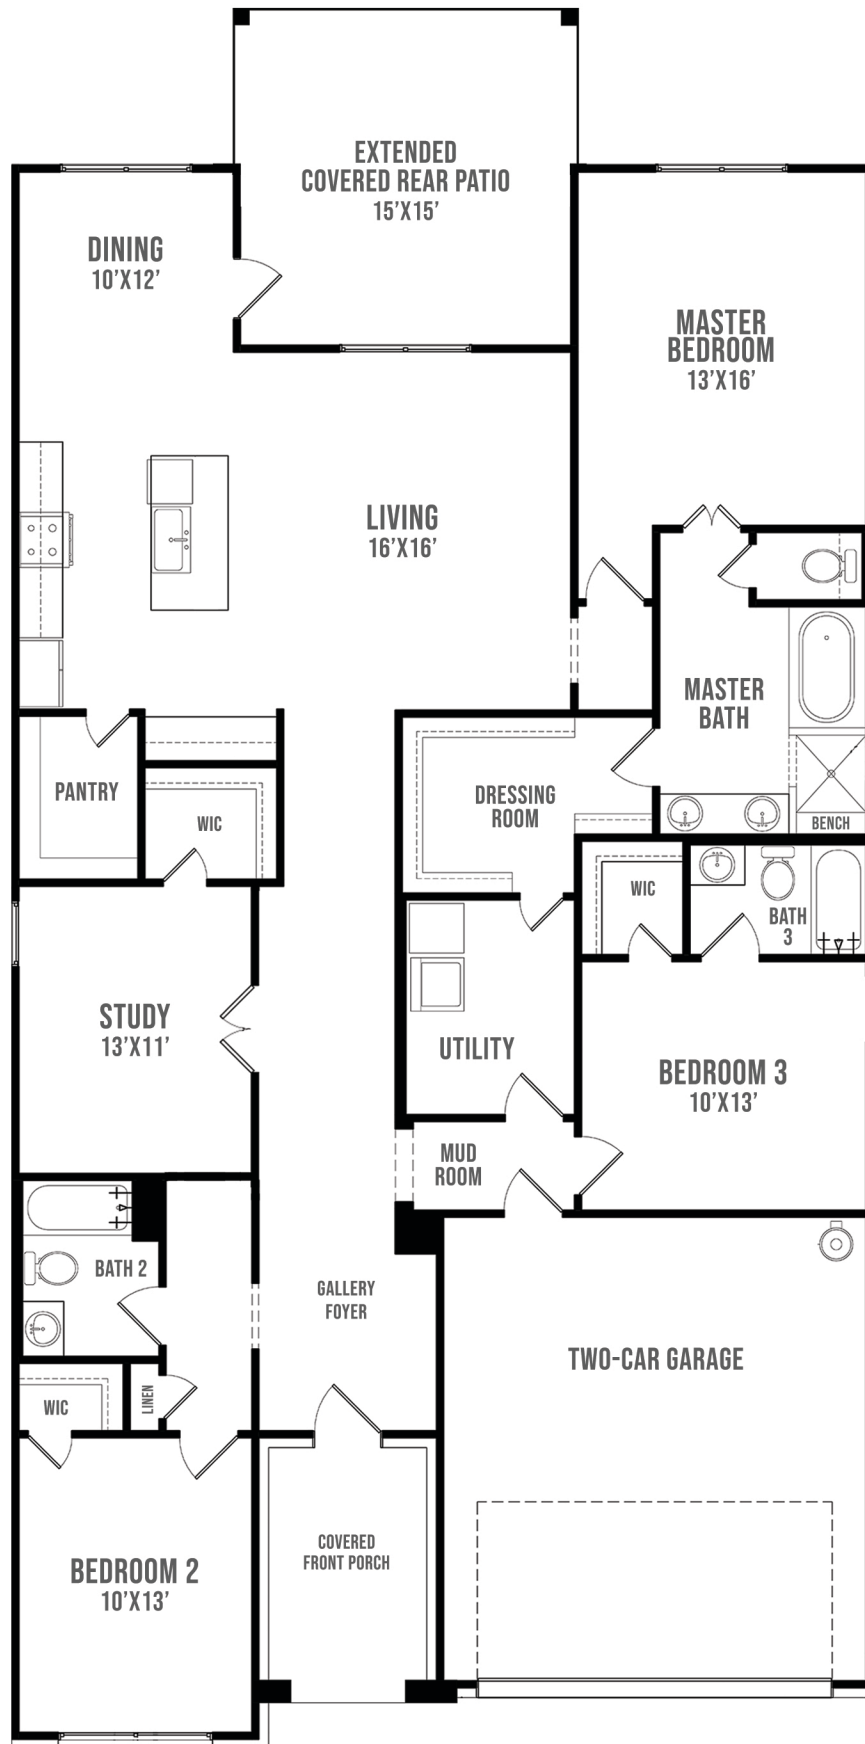 EXTENDED
COVERED REAR PATIO
15'X15'
DINING
10'X12'
MASTER
BEDROOM
13'X16'
LIVING
16'X16'
MASTER
BATH
PANTRY
WIC
DRESSING
ROOM
BENCH
WIC
BATH
3
STUDY
13'X11'
UTILITY
BEDROOM 3
10'X13'
MUD
ROOM
BATH 2
GALLERY
FOYER
TWO-CAR GARAGE
WIC
LINEN
COVERED
FRONT PORCH
BEDROOM 2
10'X13'